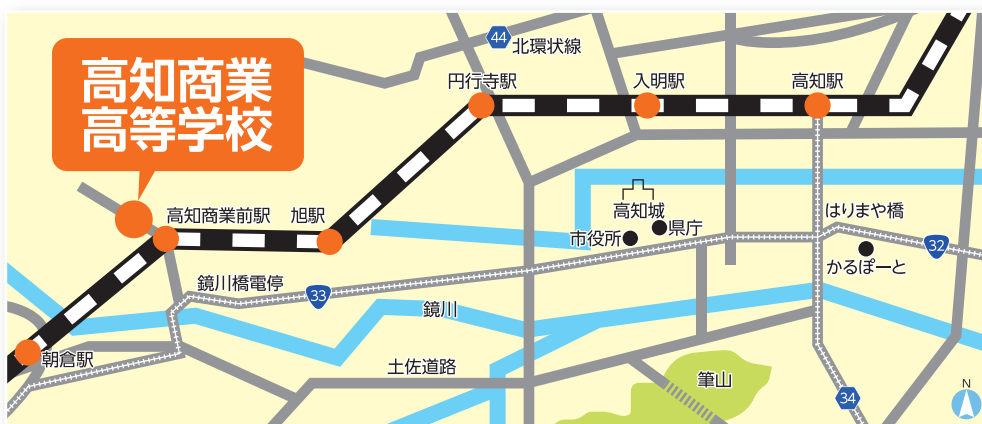 44
北環状線
高知商業
高等学校
円行寺駅
入明駅
高知駅
高知商業前駅
旭駅
高知城
県庁
市役所
はりまや橋
32
かるぽーと
鏡川橋電停
33
鏡川
朝倉駅
土佐道路
筆山
34
N